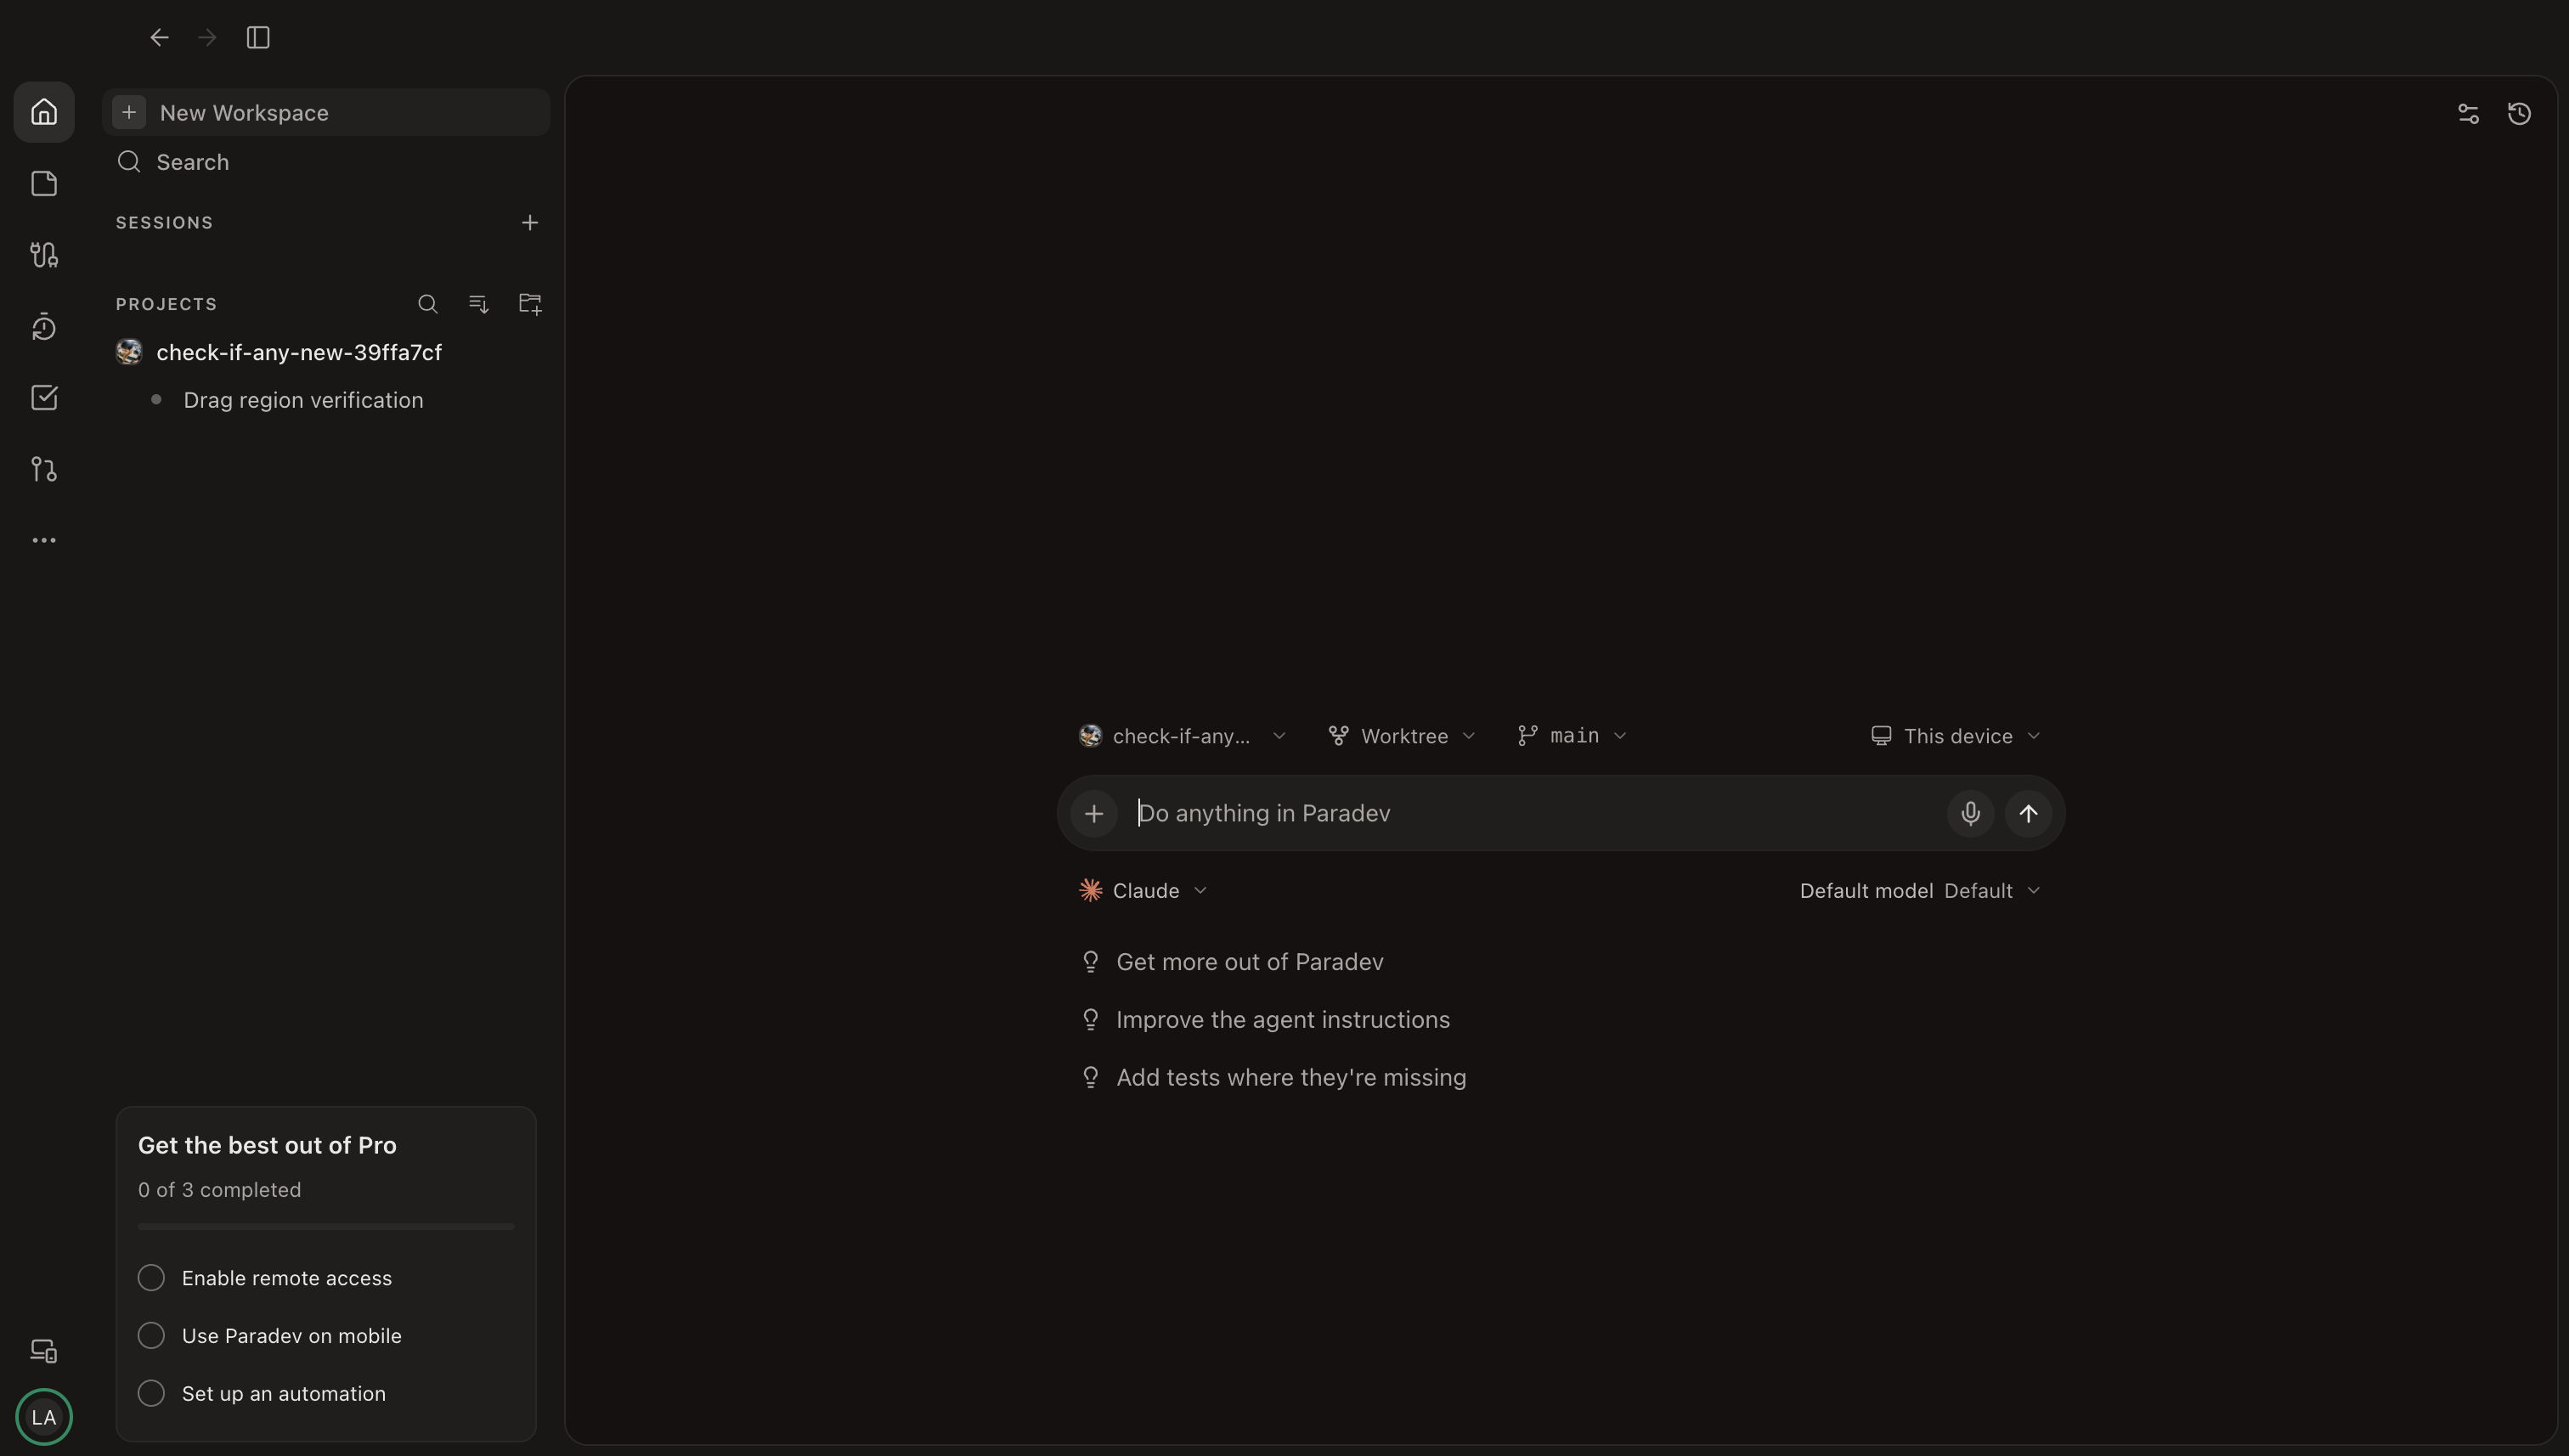 New Workspace
Search
SESSIONS
PROJECTS
check-if-any-new-39ffa7cf
Drag region verification
check-if-any...
Worktree
main
This device
Do anything in Paradev
Claude
Default model Default
Get more out of Paradev
Improve the agent instructions
Add tests where they're missing
Get the best out of Pro
0 of 3 completed
Enable remote access
Use Paradev on mobile
Set up an automation
LA